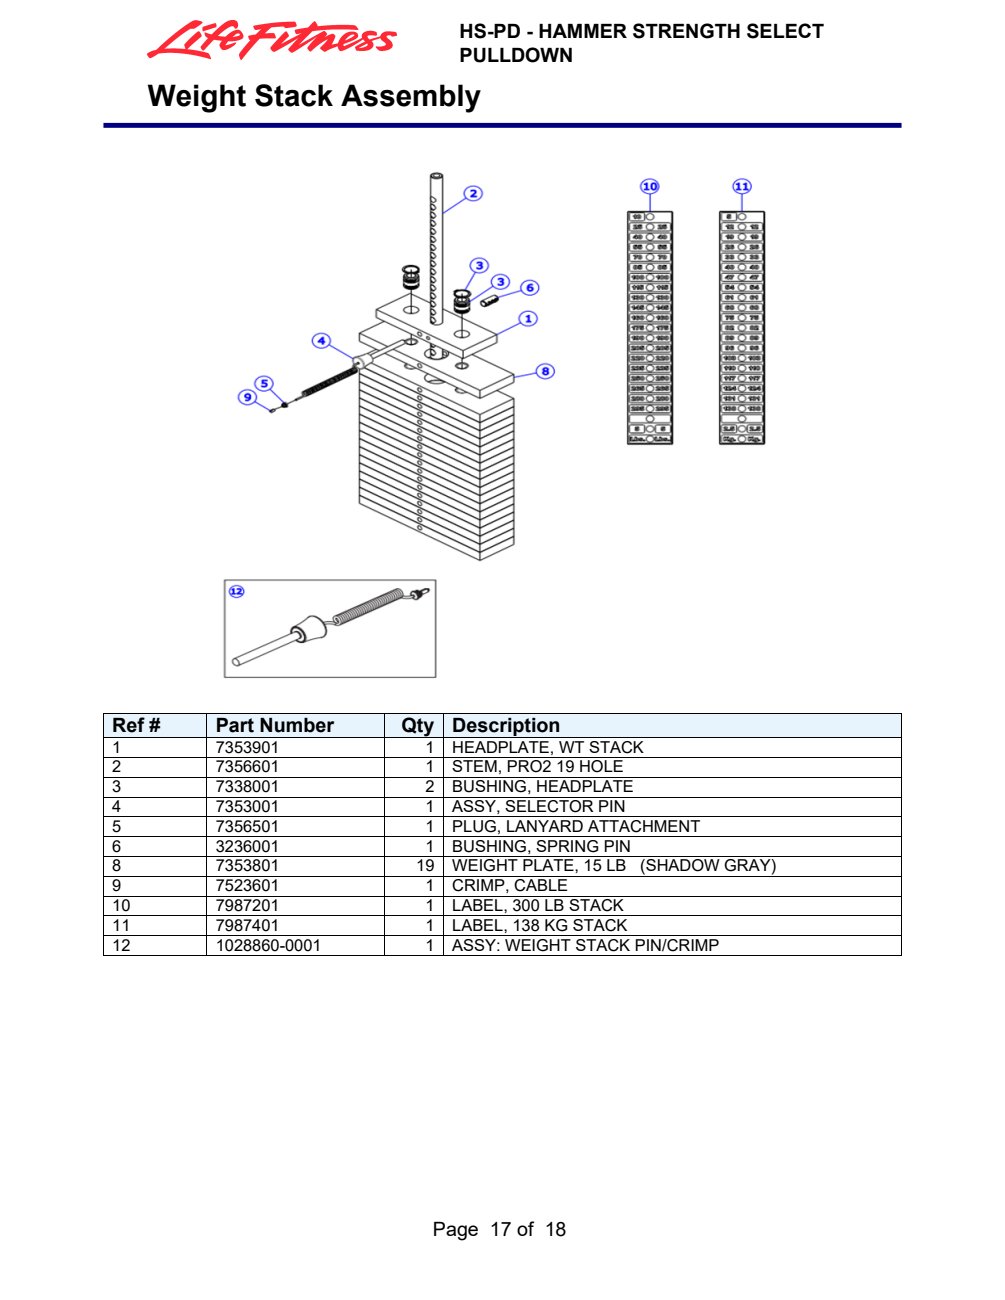 LifeFitness
HS-PD - HAMMER STRENGTH SELECT
PULLDOWN
Weight Stack Assembly
2
10
11
3
3
6
1
4
8
5
9
12
Ref # Part Number Qty Description
1 7353901 1 HEADPLATE, WT STACK
2 7356601 1 STEM, PRO2 19 HOLE
3 7338001 2 BUSHING, HEADPLATE
4 7353001 1 ASSY, SELECTOR PIN
5 7356501 1 PLUG, LANYARD ATTACHMENT
6 3236001 1 BUSHING, SPRING PIN
8 7353801 19 WEIGHT PLATE, 15 LB (SHADOW GRAY)
9 7523601 1 CRIMP, CABLE
10 7987201 1 LABEL, 300 LB STACK
11 7987401 1 LABEL, 138 KG STACK
12 1028860-0001 1 ASSY: WEIGHT STACK PIN/CRIMP
Page 17 of 18